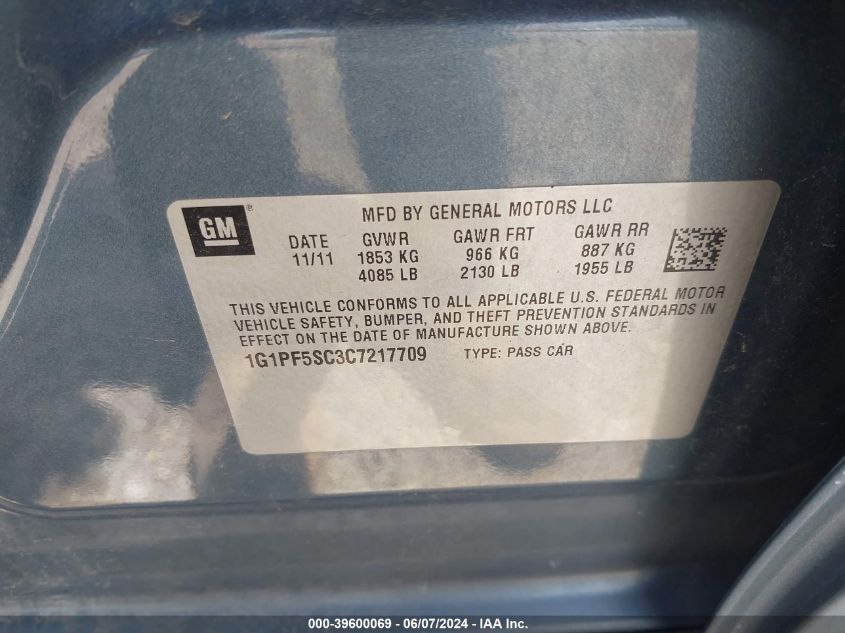 GM®
MFD BY GENERAL MOTORS LLC
DATE GVWR GAWR FRT GAWR RR
11/11 1853 KG 966 KG 887 KG
4085 LB 2130 LB 1955 LB
THIS VEHICLE CONFORMS TO ALL APPLICABLE U.S. FEDERAL MOTOR
VEHICLE SAFETY, BUMPER, AND THEFT PREVENTION STANDARDS IN
EFFECT ON THE DATE OF MANUFACTURE SHOWN ABOVE.
1G1PF5SC3C7217709 TYPE: PASS CAR
000-39600069 - 06/07/2024 - IAA Inc.